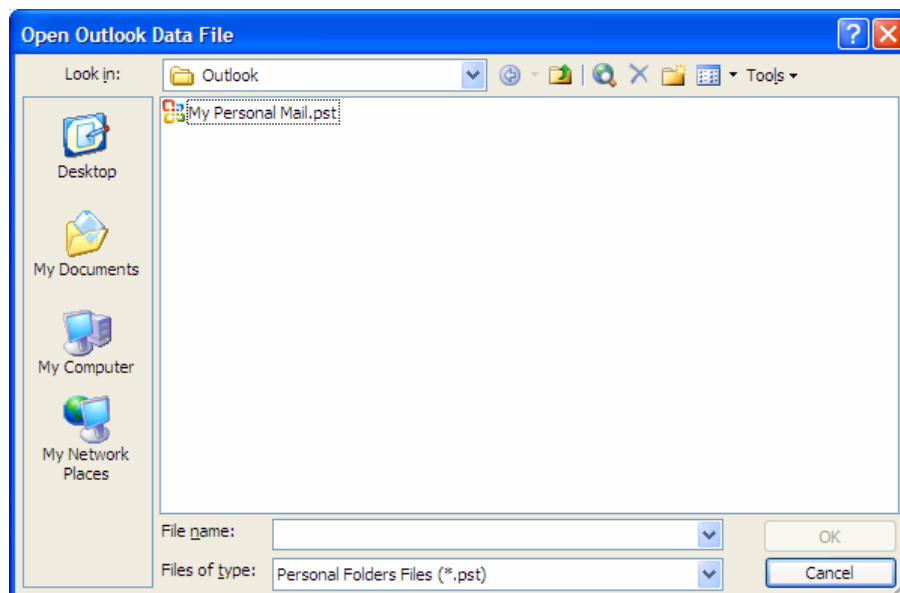 Open Outlook Data File
Look in:
Outlook
Tools
My Personal Mail.pst
Desktop
My Documents
My Computer
My Network
Places
File name:
OK
Files of type:
Personal Folders Files (*.pst)
Cancel